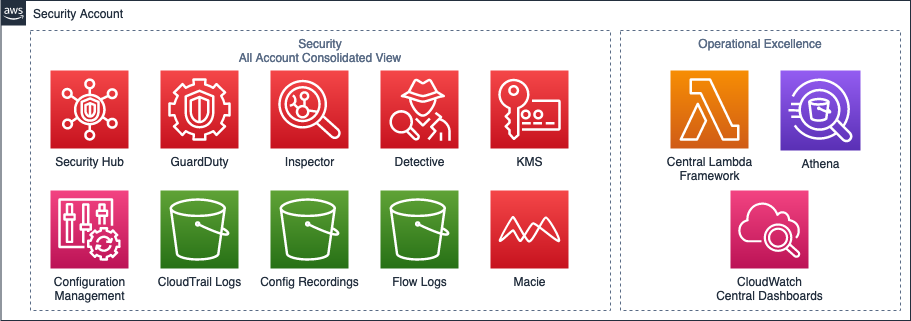 aws
Security Account
Security
All Account Consolidated View
Operational Excellence
Security Hub
GuardDuty
Inspector
Detective
KMS
Central Lambda
Framework
Athena
Configuration
Management
CloudTrail Logs
Config Recordings
Flow Logs
Macie
CloudWatch
Central Dashboards